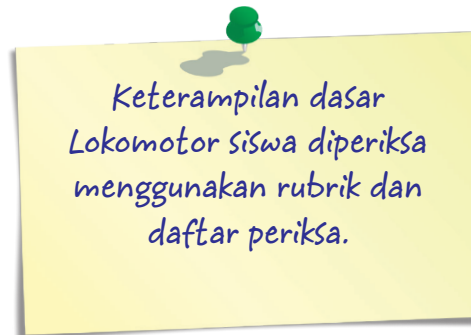 Keterampilan dasar
Lokomotor siswa diperiksa
menggunakan rubrik dan
daftar periksa.